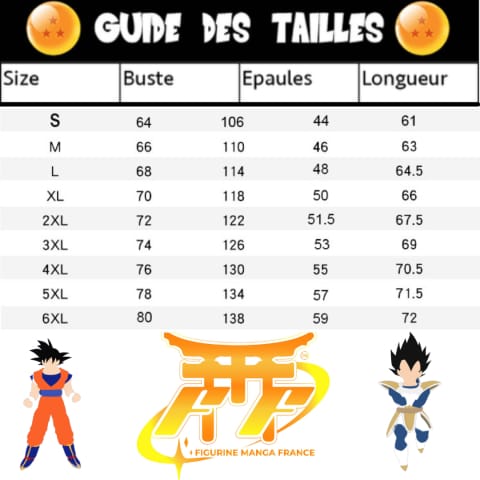 GUIDE DES TAILLES
Size Buste Epaules Longueur
S 64 106 44 61
M 66 110 46 63
L 68 114 48 64.5
XL 70 118 50 66
2XL 72 122 51.5 67.5
3XL 74 126 53 69
4XL 76 130 55 70.5
5XL 78 134 57 71.5
6XL 80 138 59 72
FF
FIGURINE MANGA FRANCE